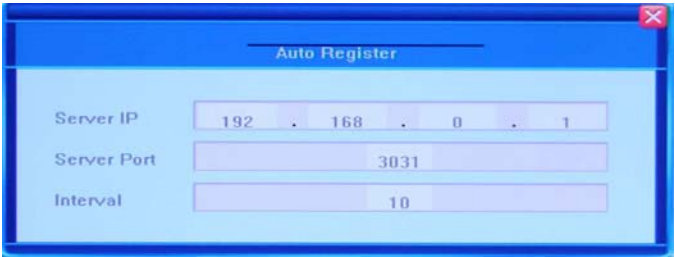 Auto Register
Server IP 192 . 168 . 0 . 1
Server Port 3031
Interval 10